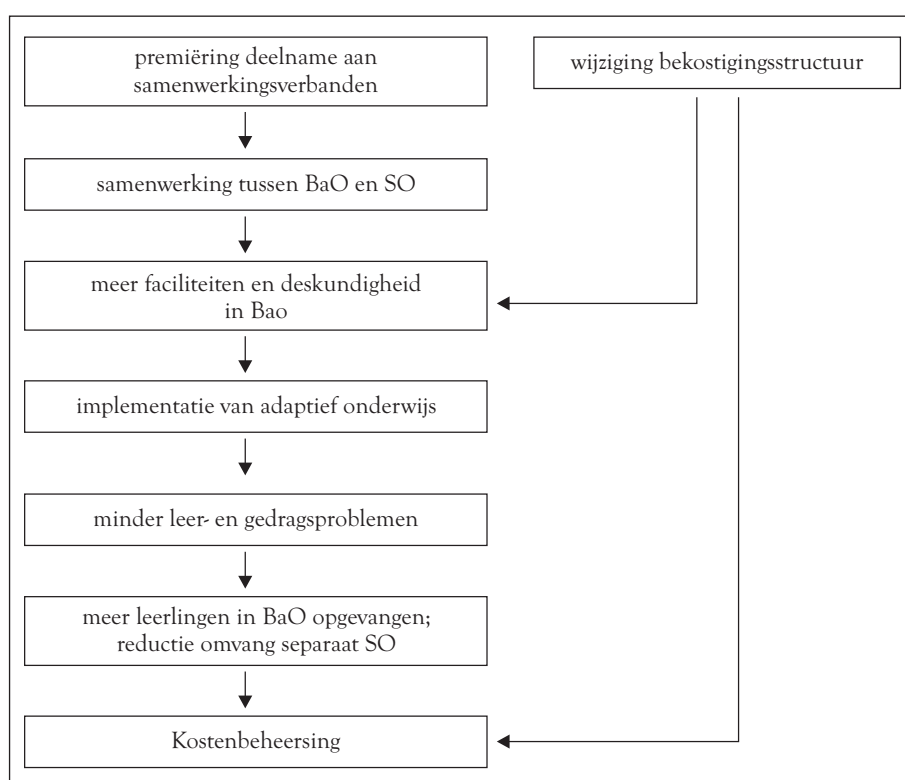 premiëring deelname aan
samenwerkingsverbanden
wijziging bekostigingsstructuur
samenwerking tussen BaO en SO
meer faciliteiten en deskundigheid
in Bao
implementatie van adaptief onderwijs
minder leer- en gedragsproblemen
meer leerlingen in BaO opgevangen;
reductie omvang separaat SO
Kostenbeheersing